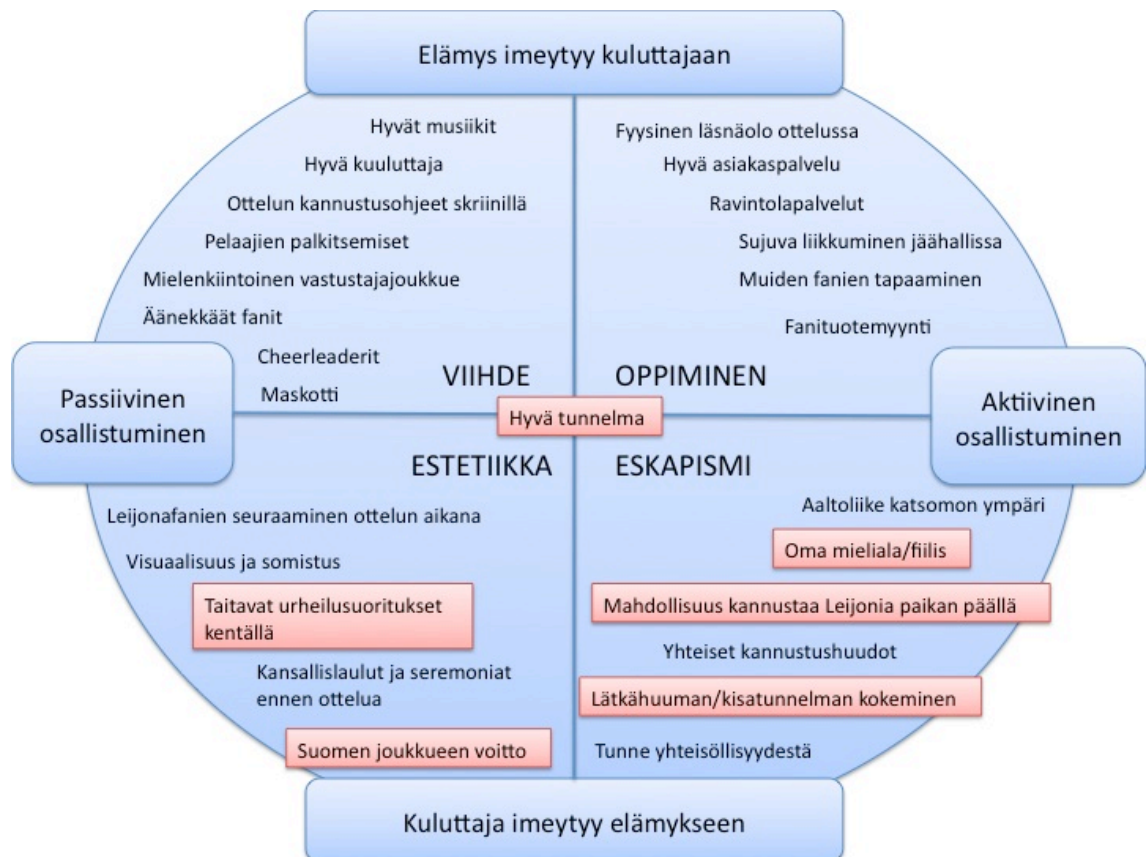 Elämys imeytyy kuluttajaan
Hyvät musiikit
Hyvä kuuluttaja
Ottelun kannustusohjeet skriinillä
Pelaajien palkitsemiset
Mielenkiintoinen vastustajajoukkue
Äänekkäät fanit
Cheerleaderit
Maskotti
VIIHDE
Fyysinen läsnäolo ottelussa
Hyvä asiakaspalvelu
Ravintolapalvelut
Sujuva liikkuminen jäähallissa
Muiden fanien tapaaminen
Fanituotemyynti
OPPIMINEN
Passiivinen
osallistuminen
Hyvä tunnelma
Aktiivinen
osallistuminen
ESTETIIKKA
Leijonafanien seuraaminen ottelun aikana
Visuaalisuus ja somistus
Taitavat urheilusuoritukset
kentällä
Kansallislaulut ja seremoniat
ennen ottelua
Suomen joukkueen voitto
ESKAPISMI
Aaltoliike katsomon ympäri
Oma mieliala/fiilis
Mahdollisuus kannustaa Leijonia paikan päällä
Yhteiset kannustushuudot
Lätkähuuman/kisatunnelman kokeminen
Tunne yhteisöllisyydestä
Kuluttaja imeytyy elämykseen